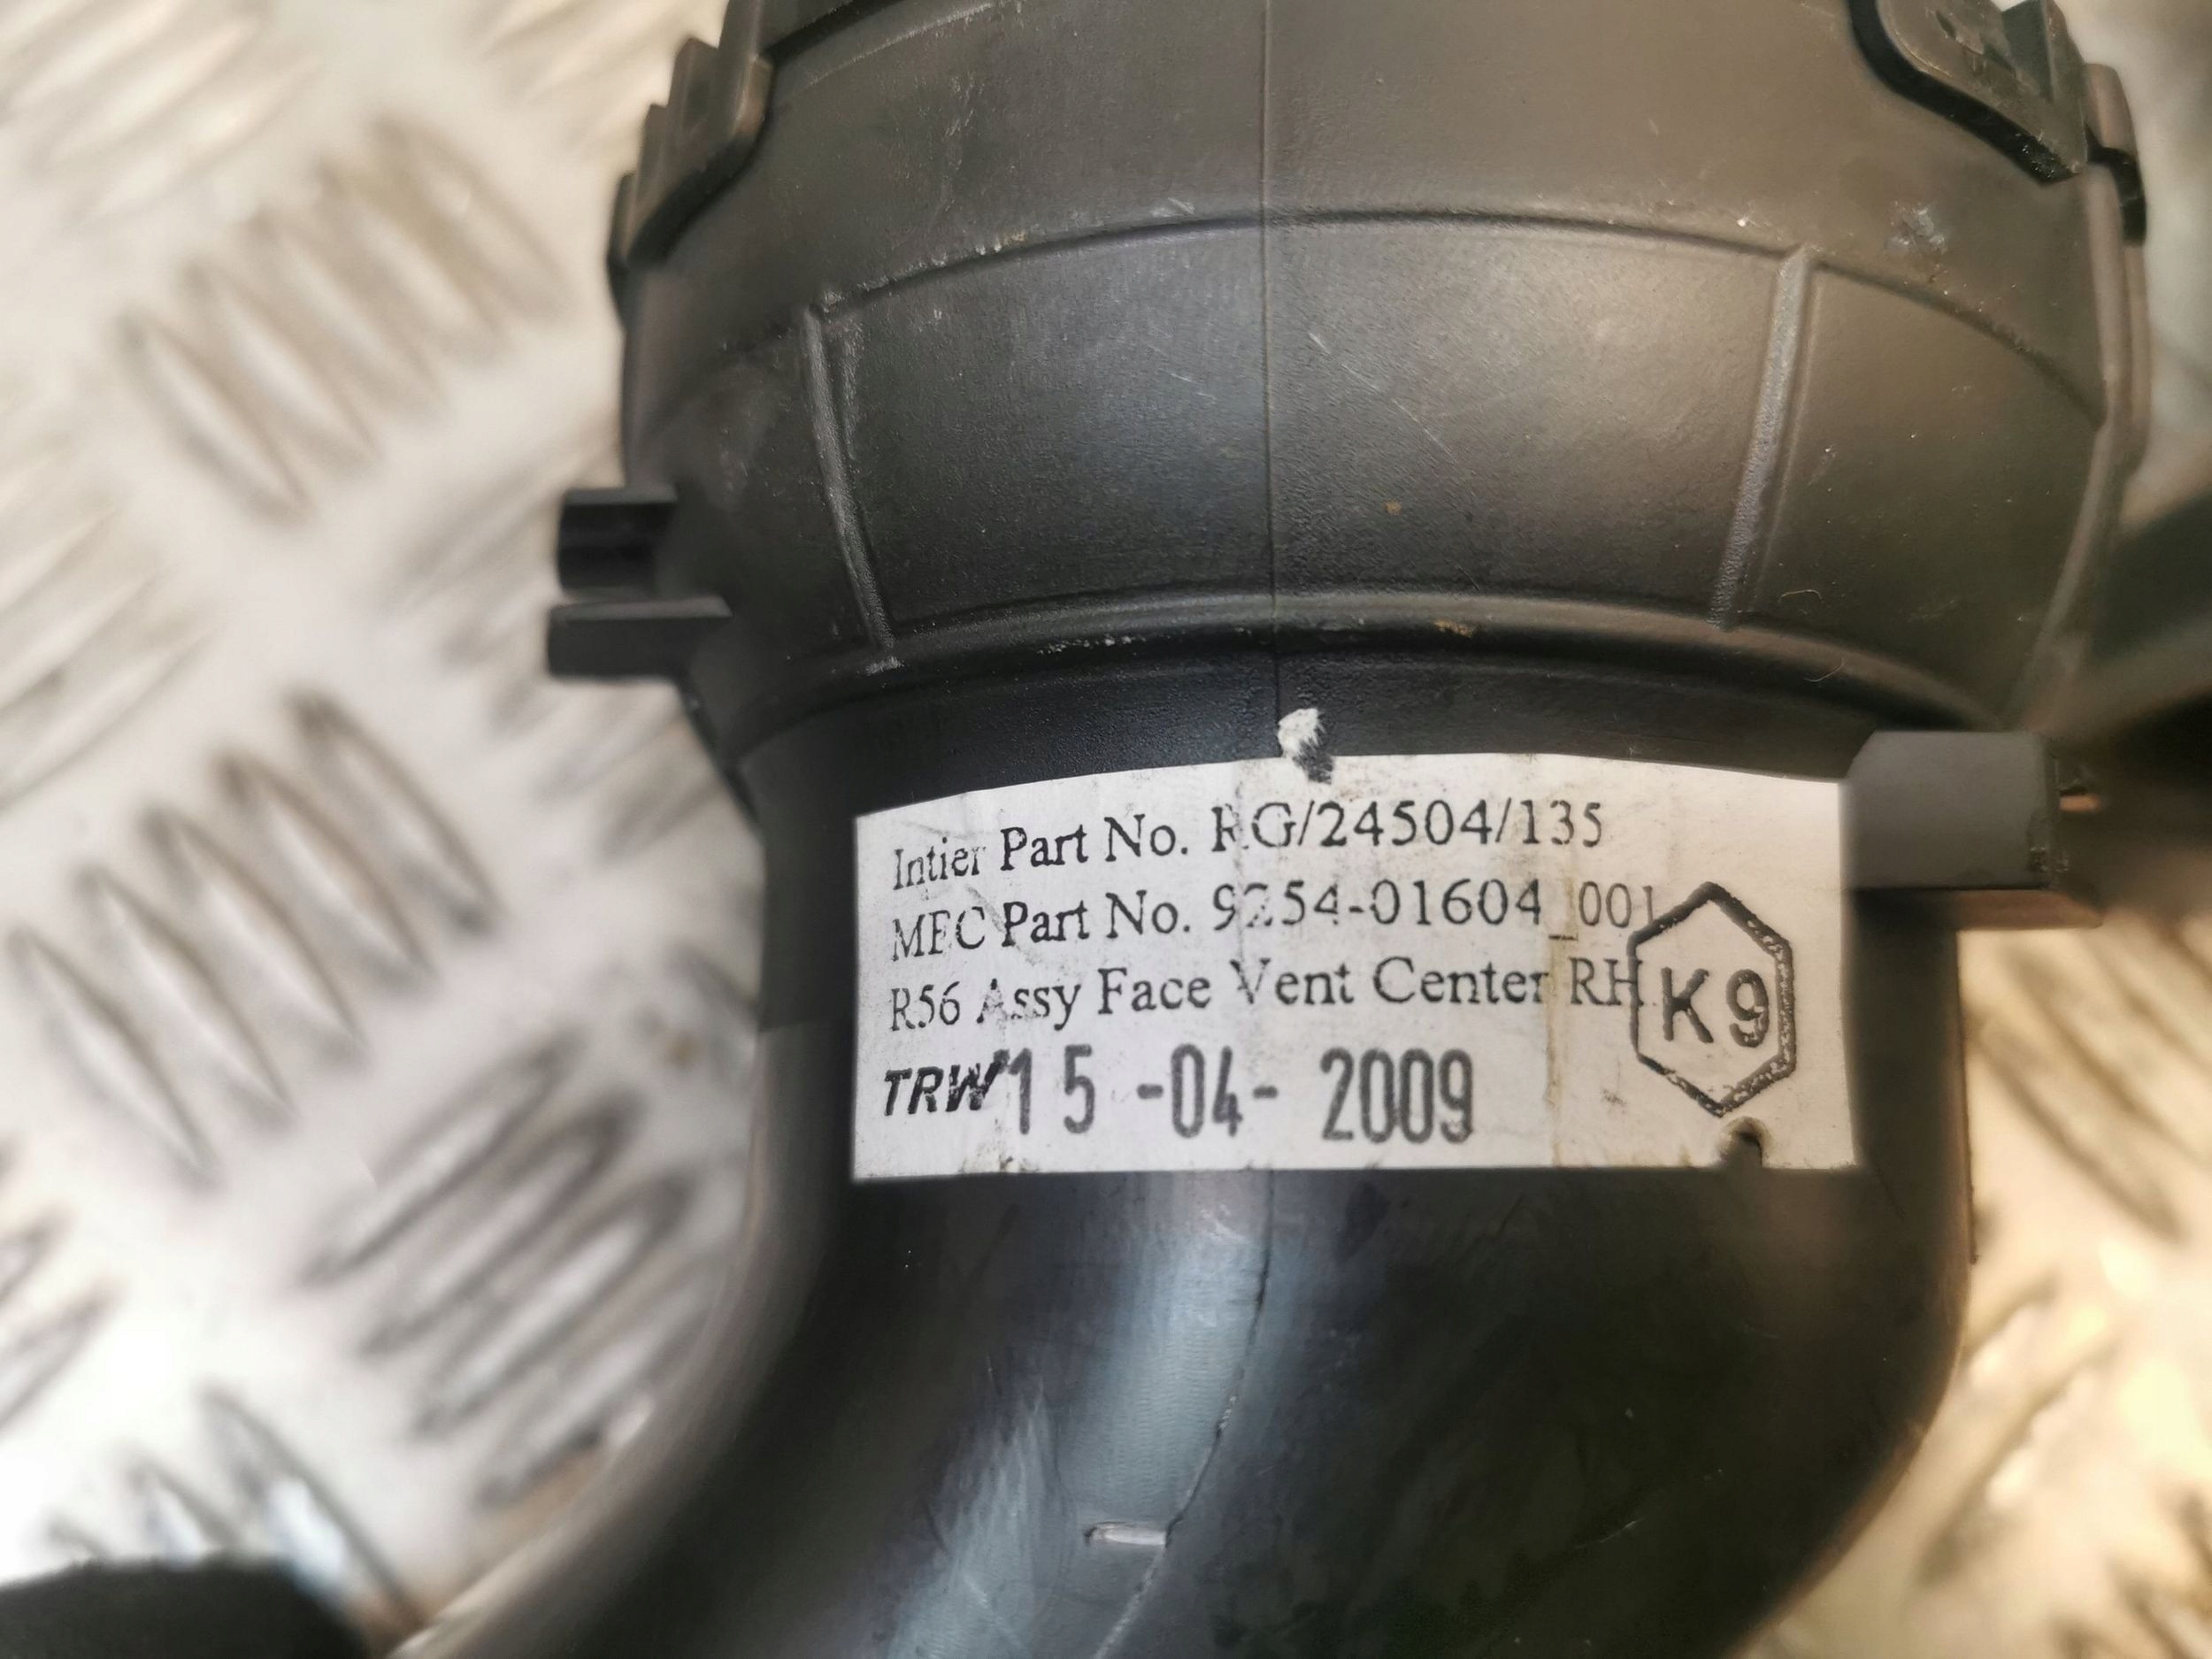 Intier Part No. RG/24504/135
MFC Part No. 9254-01604_001
R56 Assy Face Vent Center RH
K9
TRW 15-04-2009